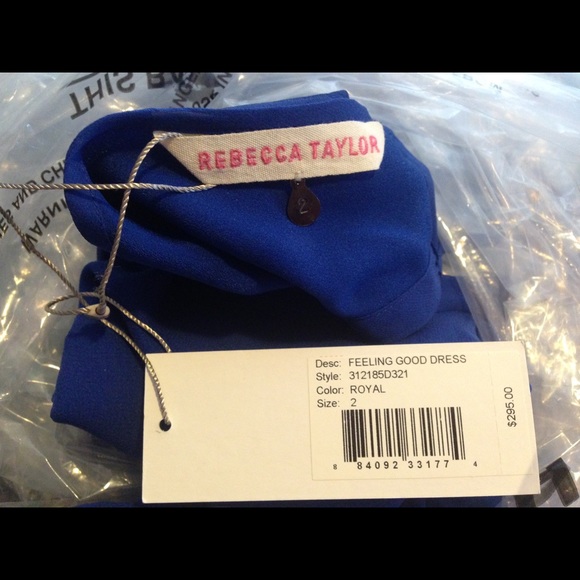 THIS B
REBECCA TAYLOR
2
WARNIN
Desc: FEELING GOOD DRESS
Style: 312185D321
Color: ROYAL
Size: 2
$295.00
8 84092 33177 4